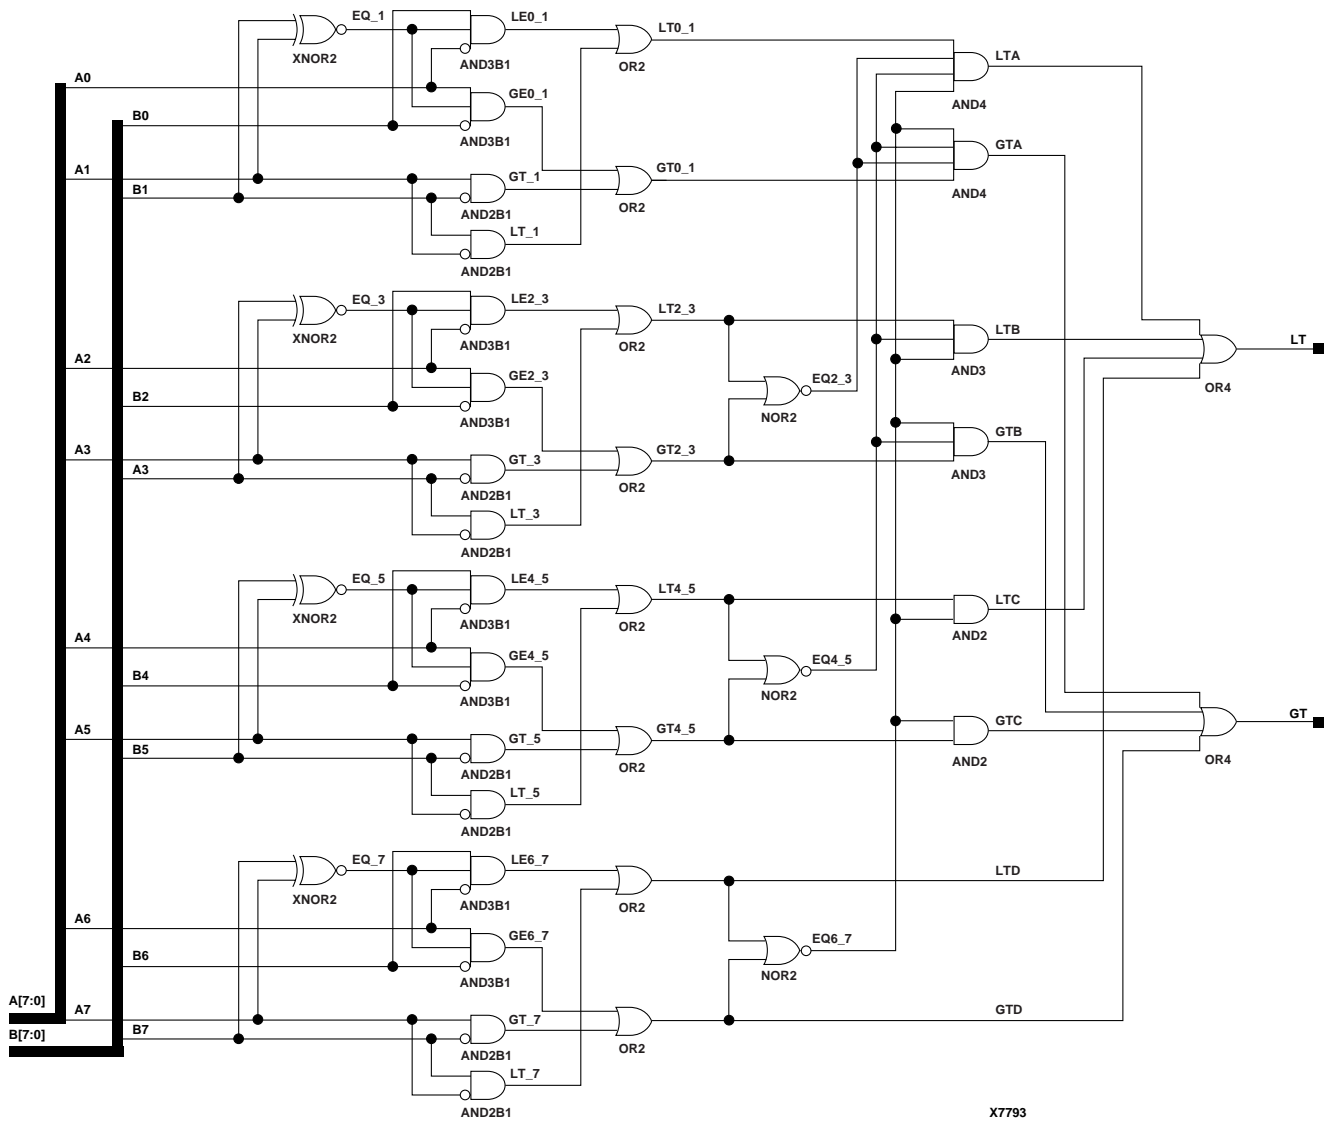 EQ_1 LE0_1 LT0_1
XNOR2 AND3B1 OR2 LTA
A0 AND4
GE0_1
B0 AND3B1 GTA
A1 GT_1 GT0_1
B1 AND2B1 OR2 AND4
LT_1
AND2B1
EQ_3 LE2_3 LT2_3 LTB
XNOR2 AND3B1 OR2 LT
A2 AND3
GE2_3 EQ2_3 OR4
B2 AND3B1 NOR2
GTB
A3 GT_3 GT2_3
A3 AND2B1 OR2 AND3
LT_3
AND2B1
EQ_5 LE4_5 LT4_5 LTC
XNOR2 AND3B1 OR2
A4 AND2
GE4_5 EQ4_5
B4 AND3B1 NOR2
GT
A5 GT_5 GT4_5 GTC
B5 AND2B1 OR2 AND2 OR4
LT_5
AND2B1
EQ_7 LE6_7 LTD
XNOR2 AND3B1 OR2
A6
GE6_7 EQ6_7
B6 AND3B1 NOR2
A[7:0] A7 GT_7 GTD
B[7:0] B7 AND2B1 OR2
LT_7
AND2B1 X7793